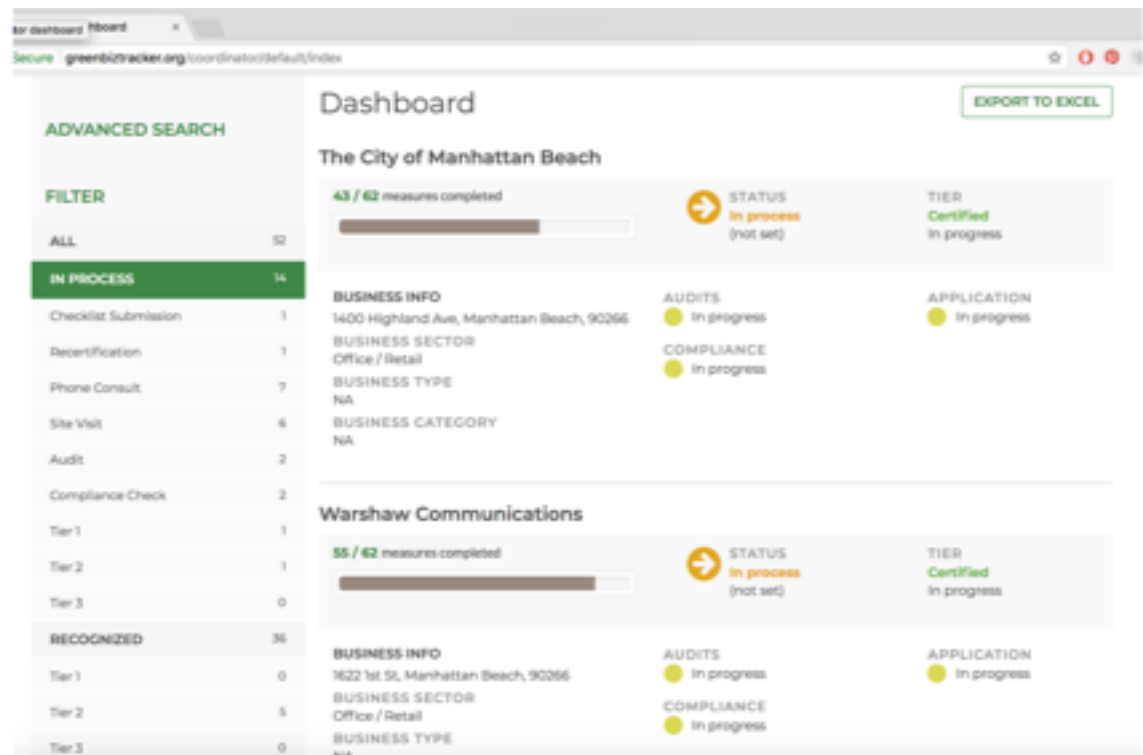 tor dashboard hboard ×
Secure greenbiztracker.org/coordinator/default/index
ADVANCED SEARCH
FILTER
ALL 52
IN PROCESS 14
Checklist Submission 1
Recertification 1
Phone Consult 7
Site Visit 6
Audit 2
Compliance Check 2
Tier 1 1
Tier 2 1
Tier 3 0
RECOGNIZED 36
Tier 1 0
Tier 2 5
Tier 3 0
Dashboard
EXPORT TO EXCEL
The City of Manhattan Beach
43 / 62 measures completed
STATUS
In process
(not set)
TIER
Certified
In progress
BUSINESS INFO
1400 Highland Ave, Manhattan Beach, 90266
BUSINESS SECTOR
Office / Retail
BUSINESS TYPE
NA
BUSINESS CATEGORY
NA
AUDITS
In progress
COMPLIANCE
In progress
APPLICATION
In progress
Warshaw Communications
55 / 62 measures completed
STATUS
In process
(not set)
TIER
Certified
In progress
BUSINESS INFO
1622 1st St, Manhattan Beach, 90266
BUSINESS SECTOR
Office / Retail
BUSINESS TYPE
NA
AUDITS
In progress
COMPLIANCE
In progress
APPLICATION
In progress